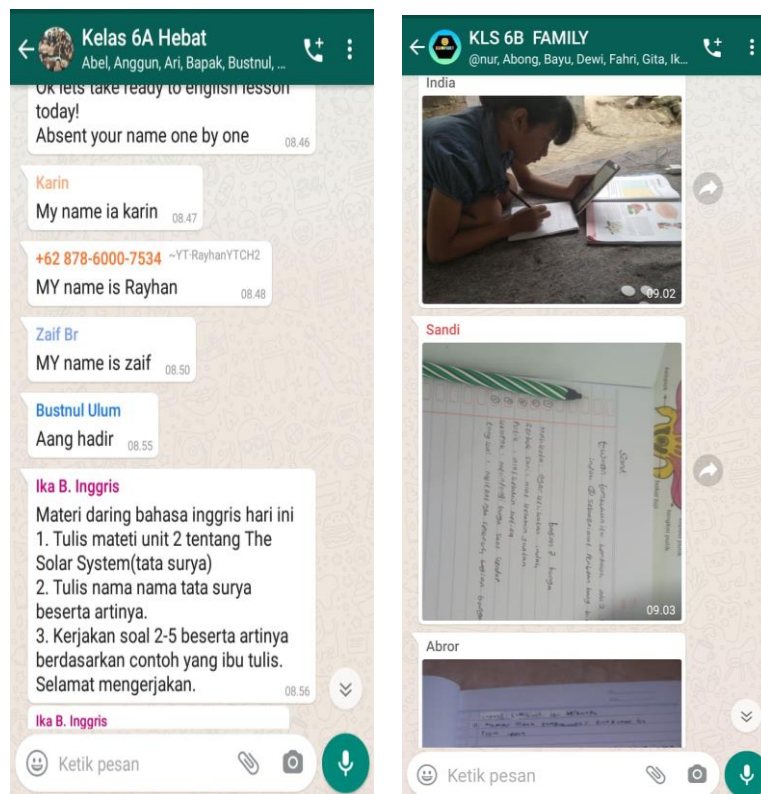 Kelas 6A Hebat
Abel, Anggun, Ari, Bapak, Bustnul, ...
Ok lets take ready to english lesson
today!
Absent your name one by one 08.46
Karin
My name ia karin 08.47
+62 878-6000-7534 ~YT·RayhanYTCH2
MY name is Rayhan 08.48
Zaif Br
MY name is zaif 08.50
Bustnul Ulum
Aang hadir 08.55
Ika B. Inggris
Materi daring bahasa inggris hari ini
1. Tulis mateti unit 2 tentang The
Solar System(tata surya)
2. Tulis nama nama tata surya
beserta artinya.
3. Kerjakan soal 2-5 beserta artinya
berdasarkan contoh yang ibu tulis.
Selamat mengerjakan. 08.56
Ika B. Inggris
Ketik pesan
KLS 6B FAMILY
@nur, Abong, Bayu, Dewi, Fahri, Gita, Ik...
India
09.02
Sandi
Sandi
09.03
Abror
Ketik pesan